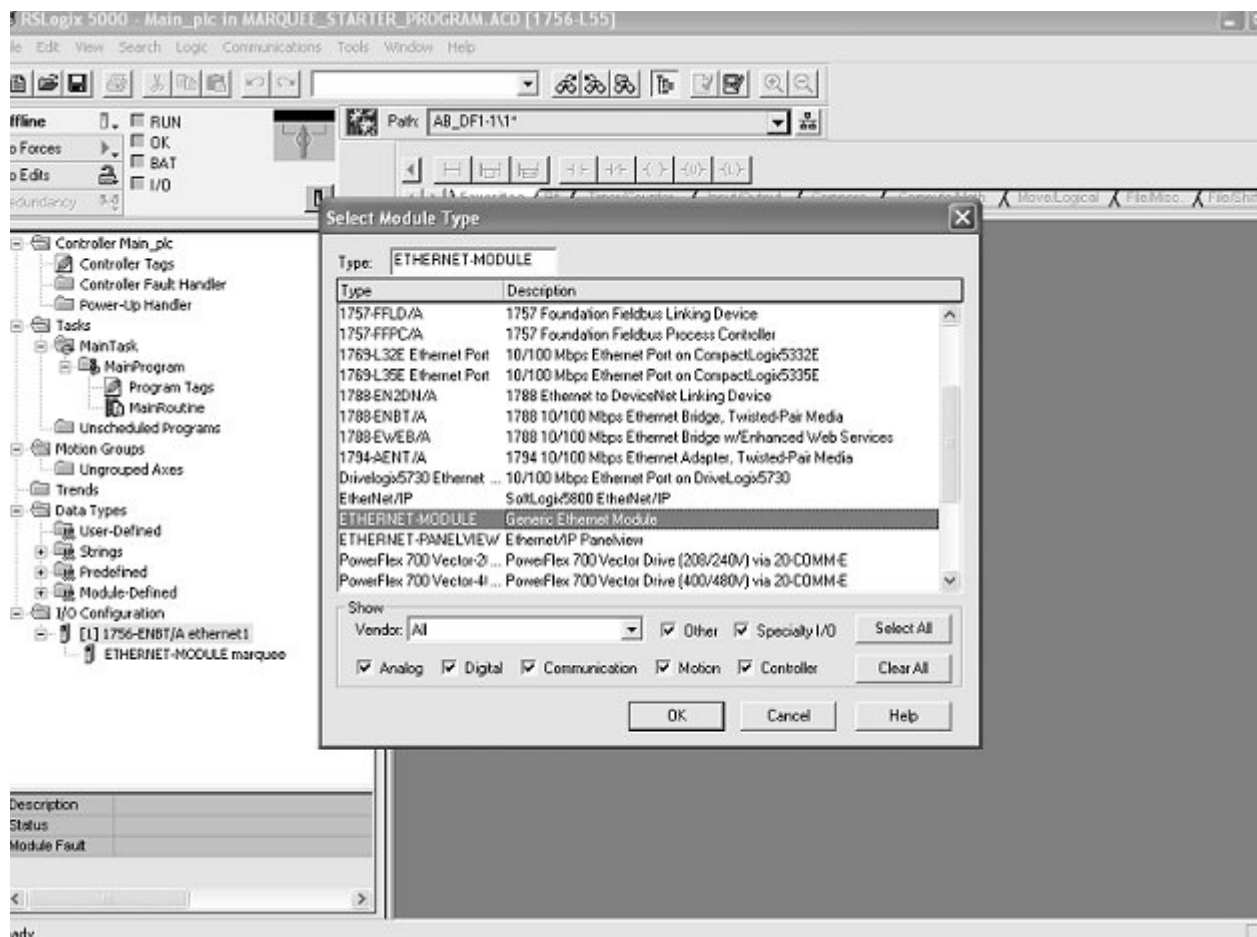 RSLogix 5000 - Main_plc in MARQUEE_STARTER_PROGRAM.ACD [1756-L55]
Edit View Search Logic Communications Tools Window Help
ffline
RUN
Path: AB_DF1-1\1*
o Forces
OK
BAT
o Edits
I/O
edundancy
Move/Logical File/Misc. File/Shif
Select Module Type
Type: ETHERNET-MODULE
Type Description
1757-FFLD/A 1757 Foundation Fieldbus Linking Device
1757-FFPC/A 1757 Foundation Fieldbus Process Controller
1769-L32E Ethernet Port 10/100 Mbps Ethernet Port on CompactLogix5332E
1769-L35E Ethernet Port 10/100 Mbps Ethernet Port on CompactLogix5335E
1788-EN2DN/A 1788 Ethernet to DeviceNet Linking Device
1788-ENBT/A 1788 10/100 Mbps Ethernet Bridge, Twisted-Pair Media
1788-EWEB/A 1788 10/100 Mbps Ethernet Bridge w/Enhanced Web Services
1794-AENT/A 1794 10/100 Mbps Ethernet Adapter, Twisted-Pair Media
Drivelogix5730 Ethernet ... 10/100 Mbps Ethernet Port on DriveLogix5730
EtherNet/IP SoftLogix5800 EtherNet/IP
ETHERNET-MODULE Generic Ethernet Module
ETHERNET-PANELVIEW Ethernet/IP Panelview
PowerFlex 700 Vector-2( ... PowerFlex 700 Vector Drive (208/240V) via 20-COMM-E
PowerFlex 700 Vector-4( ... PowerFlex 700 Vector Drive (400/480V) via 20-COMM-E
Show
Vendor: All
Other Specialty I/O Select All
Analog Digital Communication Motion Controller Clear All
OK Cancel Help
Controller Main_plc
Controller Tags
Controller Fault Handler
Power-Up Handler
Tasks
MainTask
MainProgram
Program Tags
MainRoutine
Unscheduled Programs
Motion Groups
Ungrouped Axes
Trends
Data Types
User-Defined
Strings
Predefined
Module-Defined
I/O Configuration
[1] 1756-ENBT/A ethernet1
ETHERNET-MODULE marquee
Description
Status
Module Fault
eady